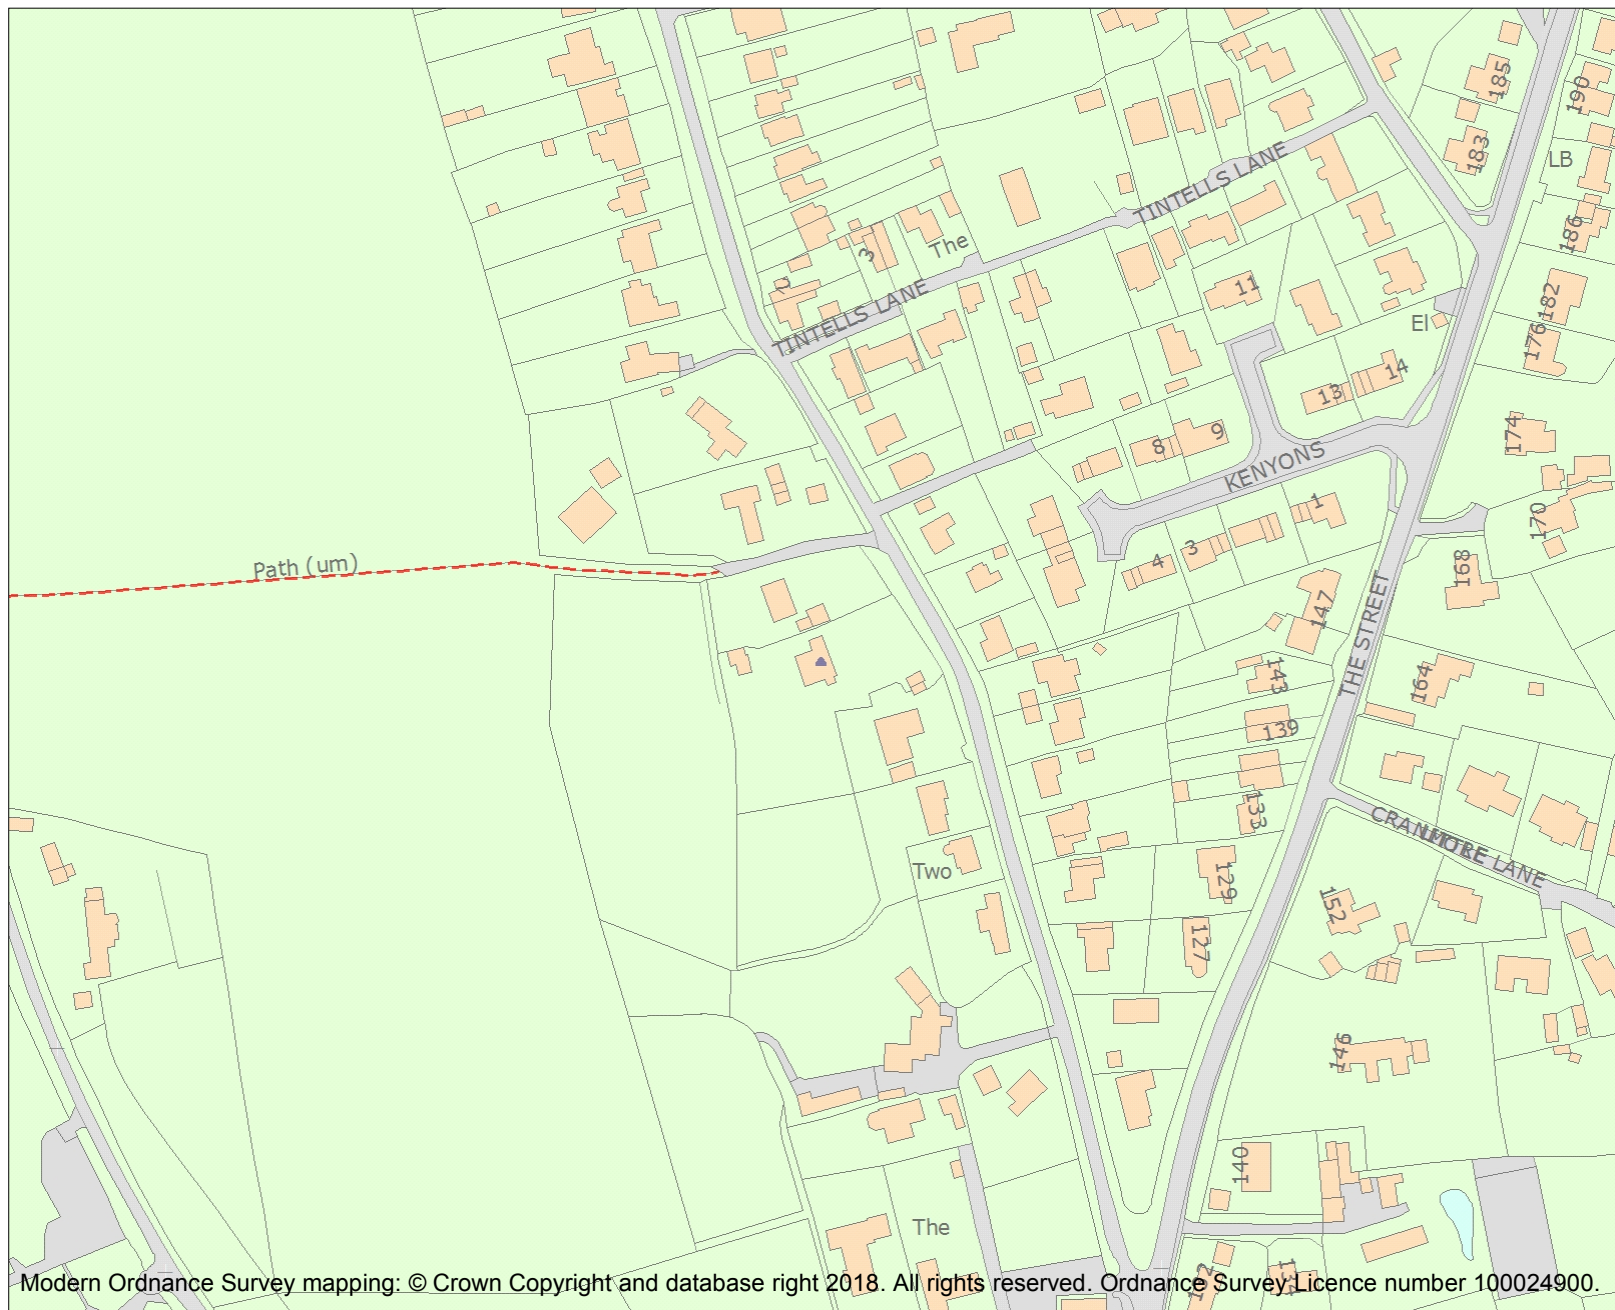 185
190
183
LB
TINTELLS LANE
186
The
3
2
TINTELLS LANE
11
182
El
176
14
13
174
9
8
KENYONS
1
170
3
4
168
Path (um)
147
THE STREET
143
164
139
133
CRANMORE LANE
LITTLE
Two
129
152
127
146
140
The
132
131
Modern Ordnance Survey mapping: © Crown Copyright and database right 2018. All rights reserved. Ordnance Survey Licence number 100024900.